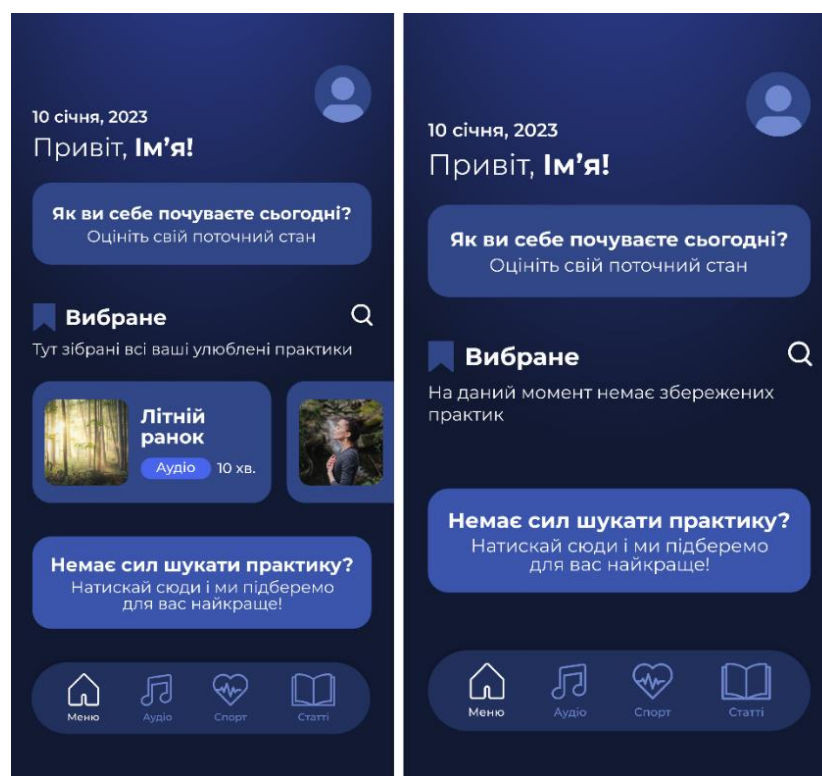 10 січня, 2023
Привіт, Ім’я!
Як ви себе почуваєте сьогодні?
Оцініть свій поточний стан
Вибране
Тут зібрані всі ваші улюблені практики
Літній
ранок
Аудіо 10 хв.
Немає сил шукати практику?
Натискай сюди і ми підберемо
для вас найкраще!
Меню Аудіо Спорт Статті
10 січня, 2023
Привіт, Ім’я!
Як ви себе почуваєте сьогодні?
Оцініть свій поточний стан
Вибране
На даний момент немає збережених
практик
Немає сил шукати практику?
Натискай сюди і ми підберемо
для вас найкраще!
Меню Аудіо Спорт Статті